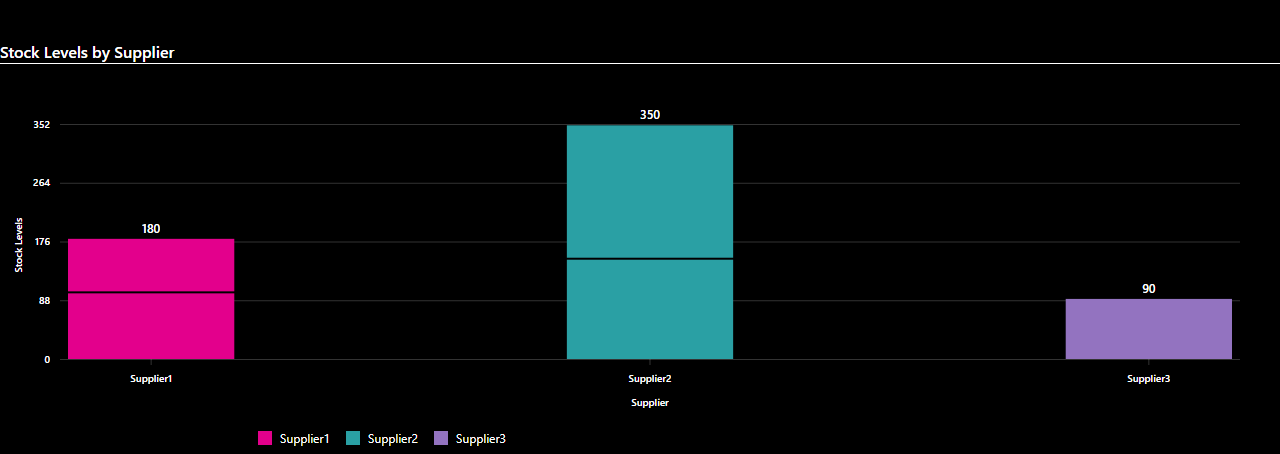 Stock Levels by Supplier
350
352
264
180
176
Stock Levels
90
88
0
Supplier1 Supplier2 Supplier3
Supplier
Supplier1 Supplier2 Supplier3